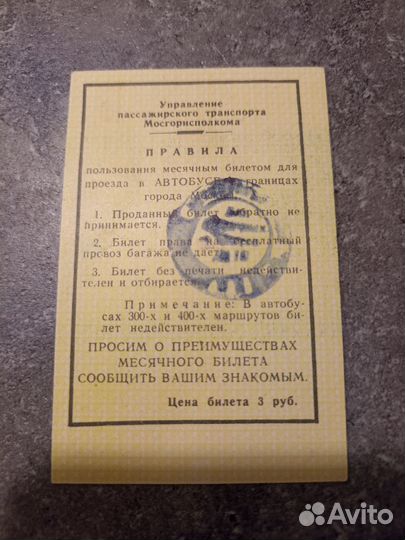 Управление
пассажирского транспорта
Мосгорисполкома
ПРАВИЛА
пользования месячным билетом для
проезда в АВТОБУСЕ в границах
города Москвы
1. Проданный билет обратно не
принимается.
2. Билет права на бесплатный
провоз багажа не дает.
3. Билет без печати недействи-
телен и отбирается.
Примечание: В автобу-
сах 300-х и 400-х маршрутов би-
лет недействителен.
ПРОСИМ О ПРЕИМУЩЕСТВАХ
МЕСЯЧНОГО БИЛЕТА
СООБЩИТЬ ВАШИМ ЗНАКОМЫМ.
Цена билета 3 руб.
Avito